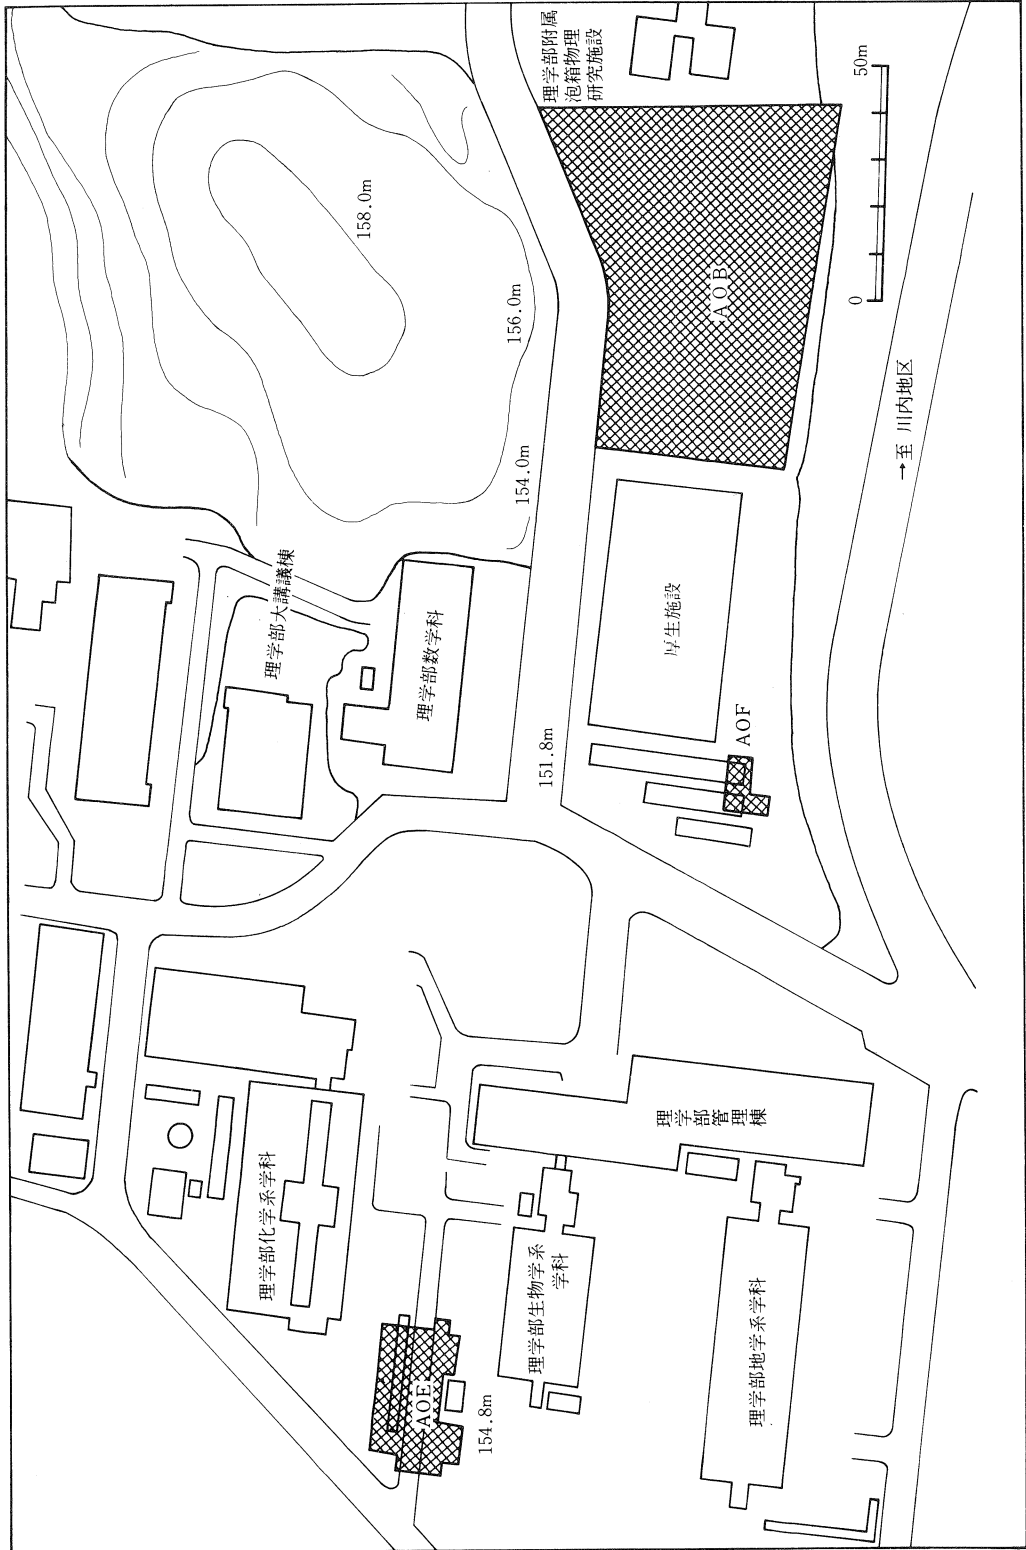 理学部附属
泡箱物理
研究施設
50m
0
158.0m
156.0m
154.0m
AOB
→至 川内地区
理学部大講議棟
理学部数学科
厚生施設
151.8m
AOF
理学部管理棟
理学部化学系学科
理学部生物学系
学科
理学部地学系学科
AOE
154.8m